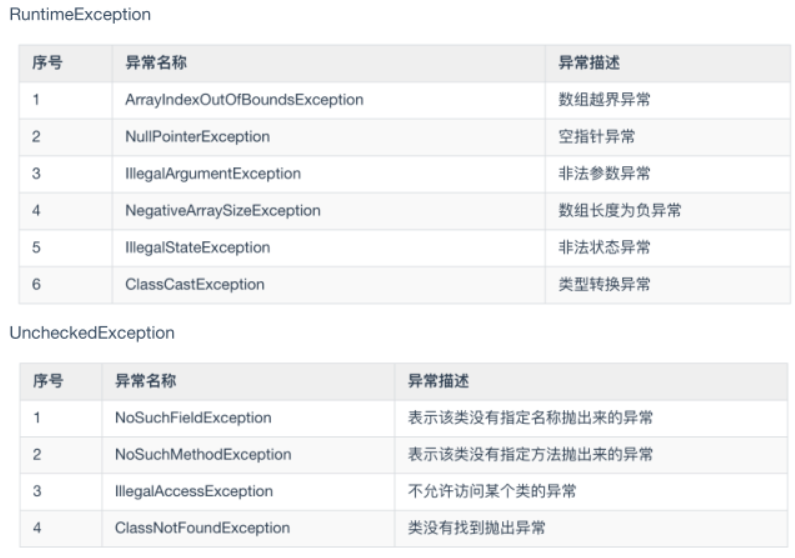 RuntimeException
序号 异常名称 异常描述
1 ArrayIndexOutOfBoundsException 数组越界异常
2 NullPointerException 空指针异常
3 IllegalArgumentException 非法参数异常
4 NegativeArraySizeException 数组长度为负异常
5 IllegalStateException 非法状态异常
6 ClassCastException 类型转换异常
UncheckedException
序号 异常名称 异常描述
1 NoSuchFieldException 表示该类没有指定名称抛出来的异常
2 NoSuchMethodException 表示该类没有指定方法抛出来的异常
3 IllegalAccessException 不允许访问某个类的异常
4 ClassNotFoundException 类没有找到抛出异常